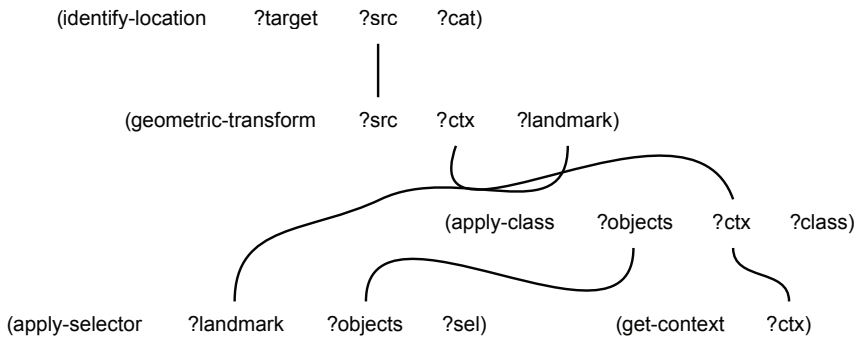 (identify-location ?target ?src ?cat)
(geometric-transform ?src ?ctx ?landmark)
(apply-class ?objects ?ctx ?class)
(apply-selector ?landmark ?objects ?sel) (get-context ?ctx)